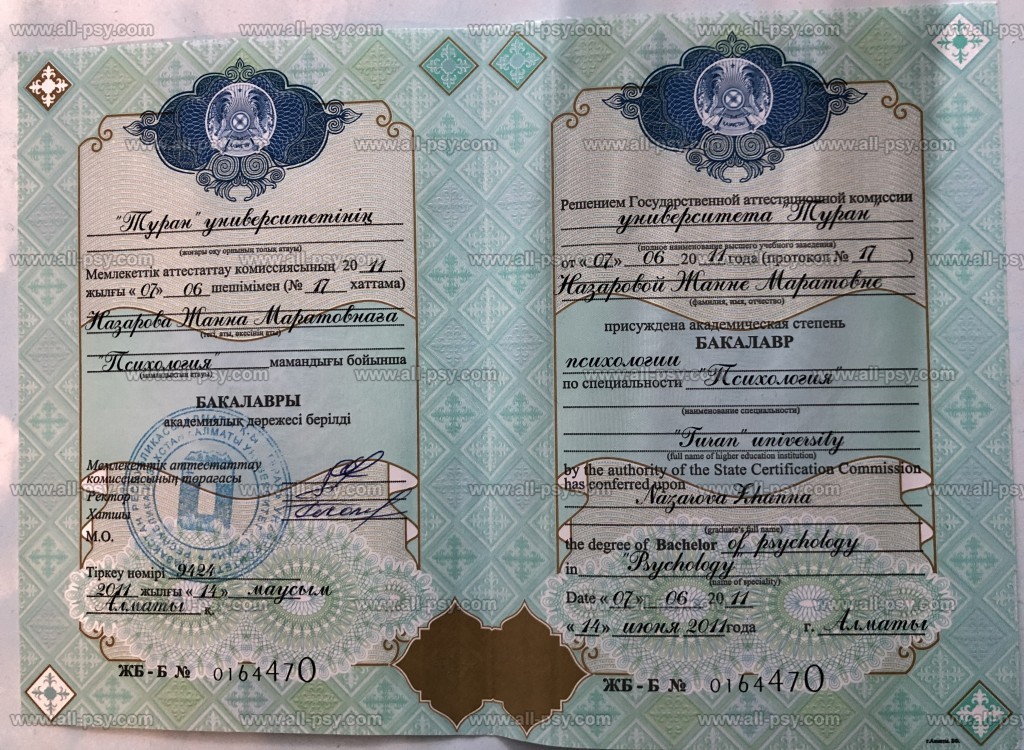 www.all-psy.com
"Туран" университетінің
(жоғары оқу орнының толық атауы)
Мемлекеттік аттестаттау комиссиясының 20 11
жылғы « 07 » 06 шешімімен (№ 17 хаттама)
Назарова Жанна Маратовнаға
(тегі, аты, әкесінің аты)
"Психология" мамандығы бойынша
(мамандықтың атауы)
БАКАЛАВРЫ
академиялық дәрежесі берілді
Мемлекеттік аттестаттау
комиссиясының төрағасы
Ректор
Хатшы
М.О.
Тіркеу нөмірі 9424
2011 жылғы « 14 » маусым
Алматы қ.
ЖБ - Б № 0164470
Решением Государственной аттестационной комиссии
университета "Туран"
(полное наименование высшего учебного заведения)
от « 07 » 06 20 11 года (протокол № 17 )
Назаровой Жанне Маратовне
(фамилия, имя, отчество)
присуждена академическая степень
БАКАЛАВР
психологии
по специальности "Психология"
(наименование специальности)
"Turan" university
(full name of higher education institution)
by the authority of the State Certification Commission
has conferred upon
Nazarova Zhanna
(graduate's full name)
the degree of Bachelor of psychology
in "Psychology"
(name of speciality)
Date « 07 » 06 20 11
« 14 » июня 2011 года г. Алматы
ЖБ - Б № 0164470